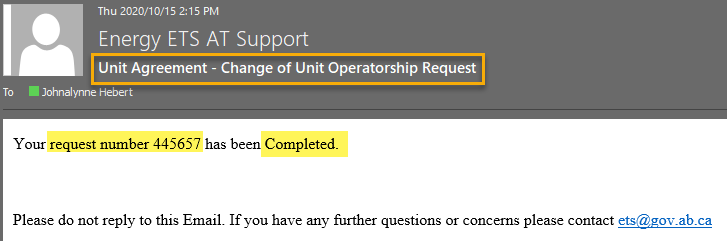 Thu 2020/10/15 2:15 PM
Energy ETS AT Support
Unit Agreement - Change of Unit Operatorship Request
To Johnalynne Hebert
Your request number 445657 has been Completed.
Please do not reply to this Email. If you have any further questions or concerns please contact ets@gov.ab.ca